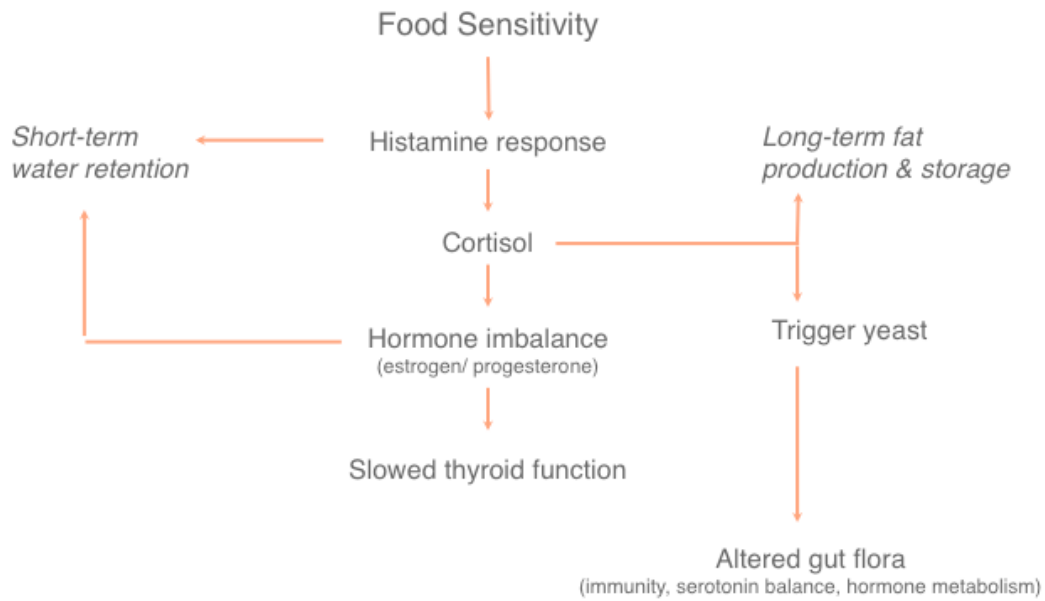 Food Sensitivity
Short-term
water retention
Histamine response
Long-term fat
production & storage
Cortisol
Hormone imbalance
(estrogen/ progesterone)
Trigger yeast
Slowed thyroid function
Altered gut flora
(immunity, serotonin balance, hormone metabolism)